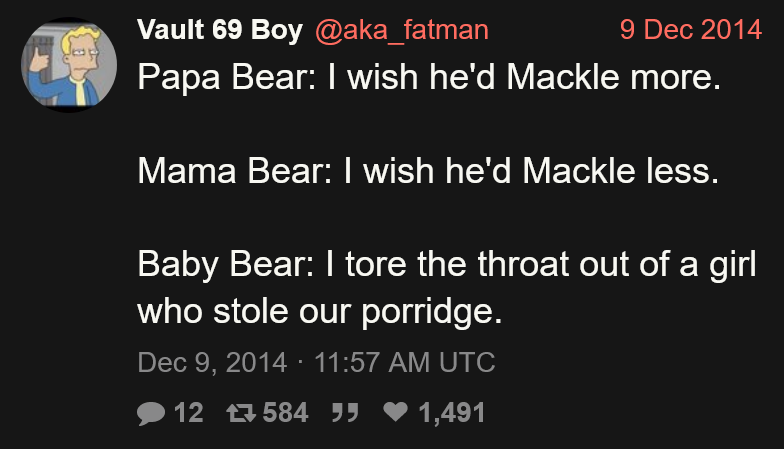 Vault 69 Boy @aka_fatman 9 Dec 2014
Papa Bear: I wish he'd Mackle more.
Mama Bear: I wish he'd Mackle less.
Baby Bear: I tore the throat out of a girl
who stole our porridge.
Dec 9, 2014 · 11:57 AM UTC
12 584 1,491